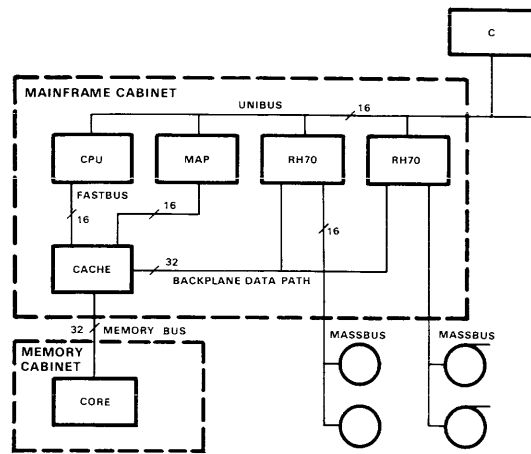 C
MAINFRAME CABINET
UNIBUS
16
CPU
MAP
RH70
RH70
FASTBUS
16
16
16
CACHE
32
BACKPLANE DATA PATH
32
MEMORY BUS
MASSBUS
MASSBUS
MEMORY
CABINET
CORE